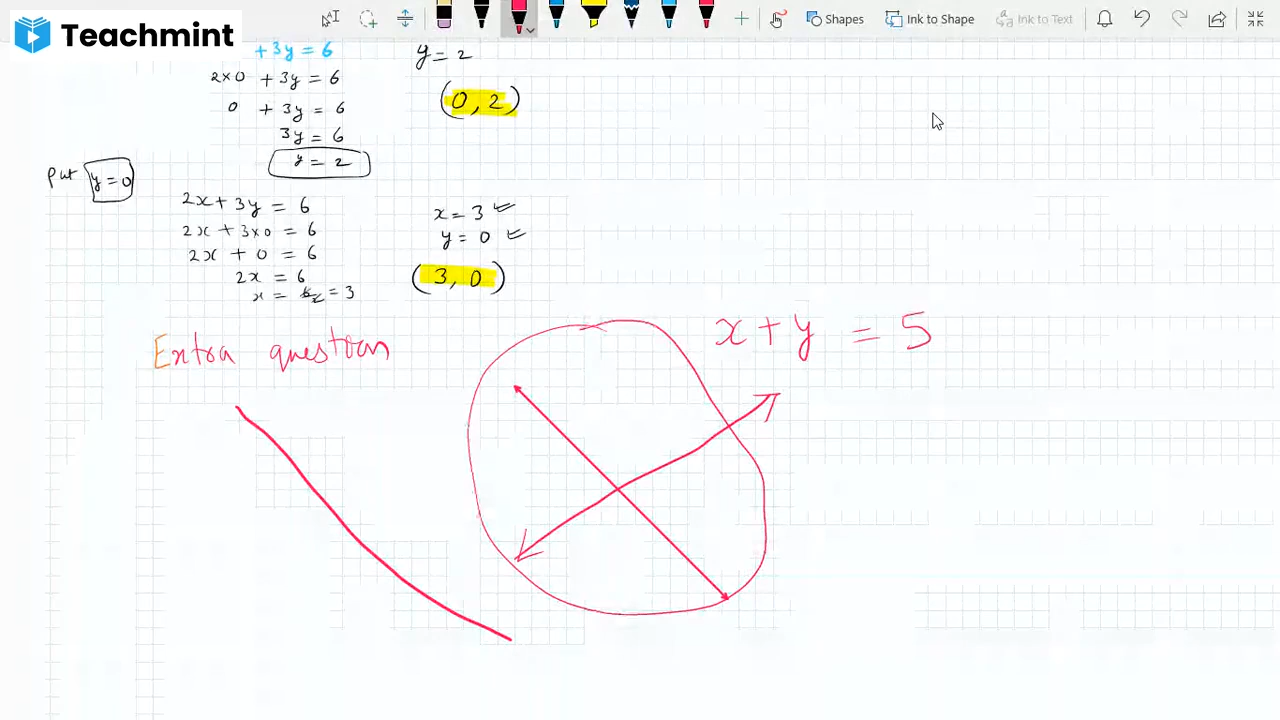 Teachmint
Shapes
Ink to Shape
Ink to Text
+ 3y = 6
2×0 + 3y = 6
0 + 3y = 6
3y = 6
y = 2
y = 2
(0, 2)
put y = 0
2x + 3y = 6
2x + 3×0 = 6
2x + 0 = 6
2x = 6
x = 3
y = 0
(3, 0)
Extra question
x + y = 5